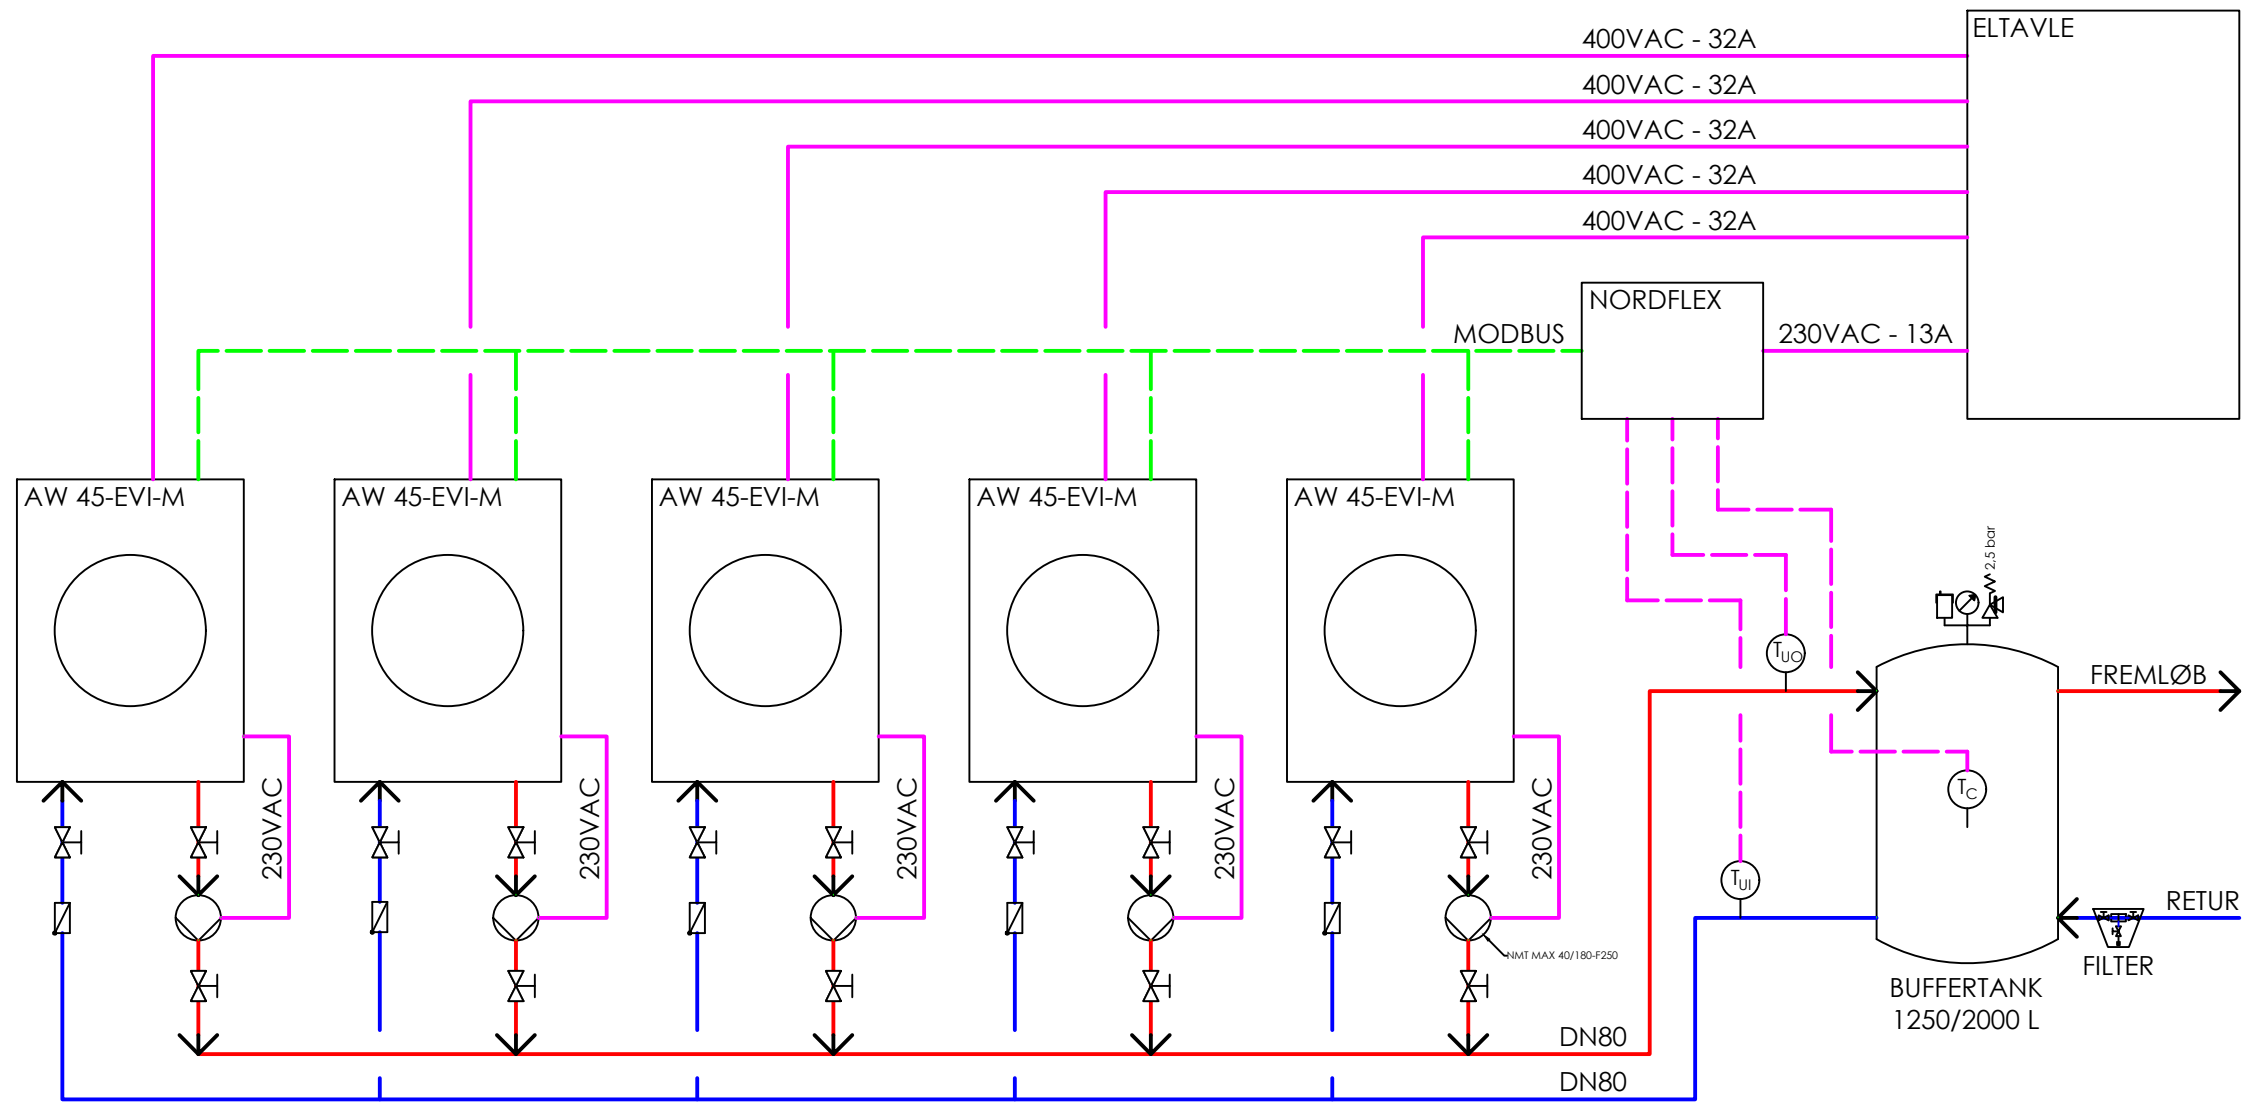 ELTAVLE
400VAC - 32A
400VAC - 32A
400VAC - 32A
400VAC - 32A
400VAC - 32A
NORDFLEX
MODBUS
230VAC - 13A
AW 45-EVI-M
AW 45-EVI-M
AW 45-EVI-M
AW 45-EVI-M
AW 45-EVI-M
2,5 bar
TUO
FREMLØB
TC
230VAC
230VAC
230VAC
230VAC
230VAC
TUI
RETUR
NMT MAX 40/180-F250
FILTER
BUFFERTANK
1250/2000 L
DN80
DN80